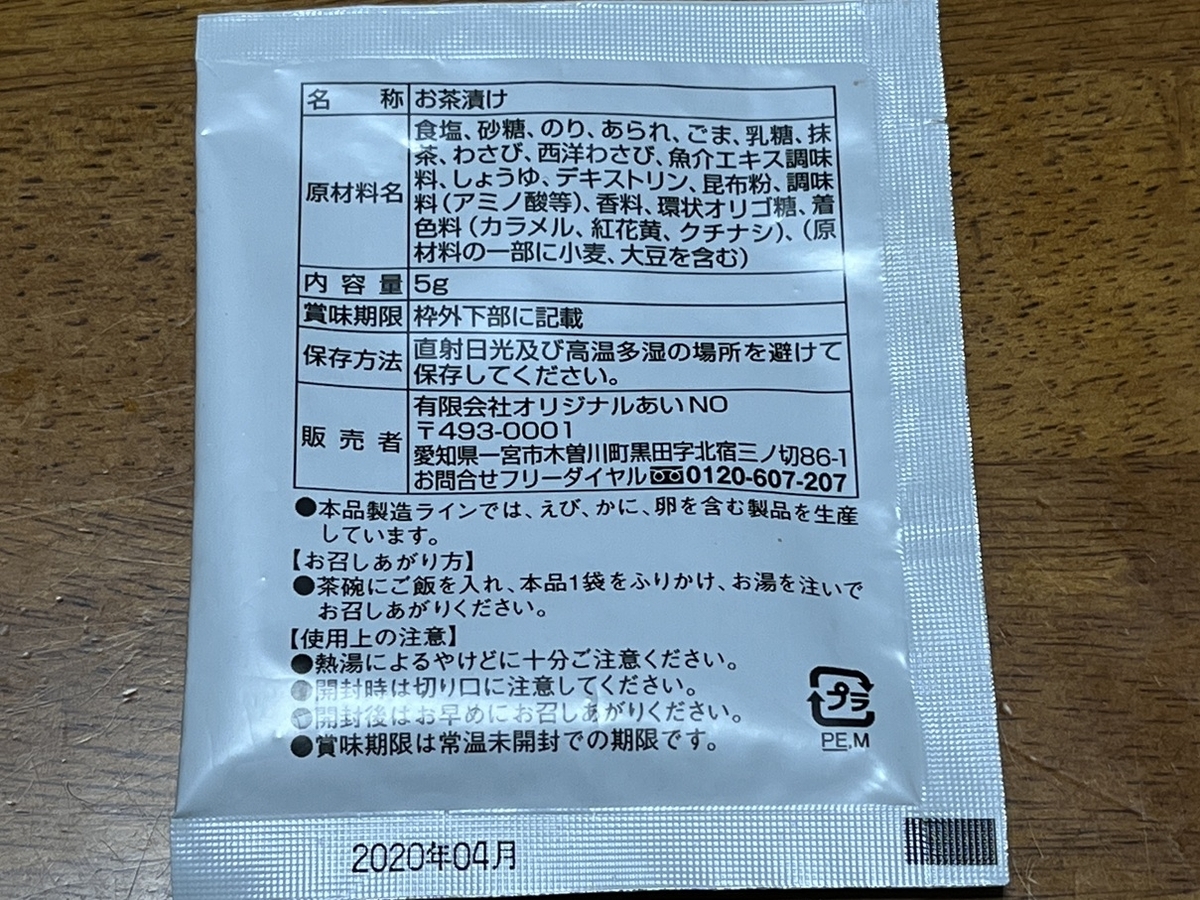 名称 お茶漬け
原材料名 食塩、砂糖、のり、あられ、ごま、乳糖、抹
茶、わさび、西洋わさび、魚介エキス調味
料、しょうゆ、デキストリン、昆布粉、調味
料(アミノ酸等)、香料、環状オリゴ糖、着
色料(カラメル、紅花黄、クチナシ)、(原
材料の一部に小麦、大豆を含む)
内容量 5g
賞味期限 枠外下部に記載
保存方法 直射日光及び高温多湿の場所を避けて
保存してください。
販売者 有限会社オリジナルあいNO
〒493-0001
愛知県一宮市木曽川町黒田字北宿三ノ切86-1
お問合せフリーダイヤル 0120-607-207
●本品製造ラインでは、えび、かに、卵を含む製品を生産
しています。
【お召しあがり方】
●茶碗にご飯を入れ、本品1袋をふりかけ、お湯を注いで
お召しあがりください。
【使用上の注意】
●熱湯によるやけどに十分ご注意ください。
●開封時は切り口に注意してください。
●開封後はお早めにお召しあがりください。
●賞味期限は常温未開封での期限です。
プラ
PE,M
2020年04月